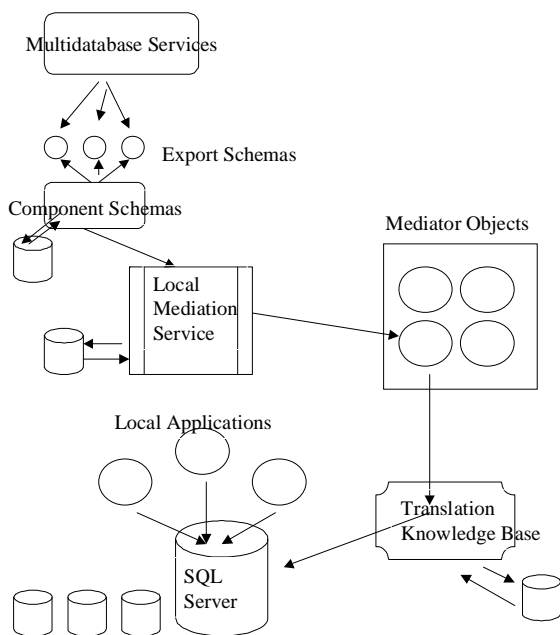 Multidatabase Services
Export Schemas
Component Schemas
Mediator Objects
Local
Mediation
Service
Local Applications
Translation
Knowledge Base
SQL
Server